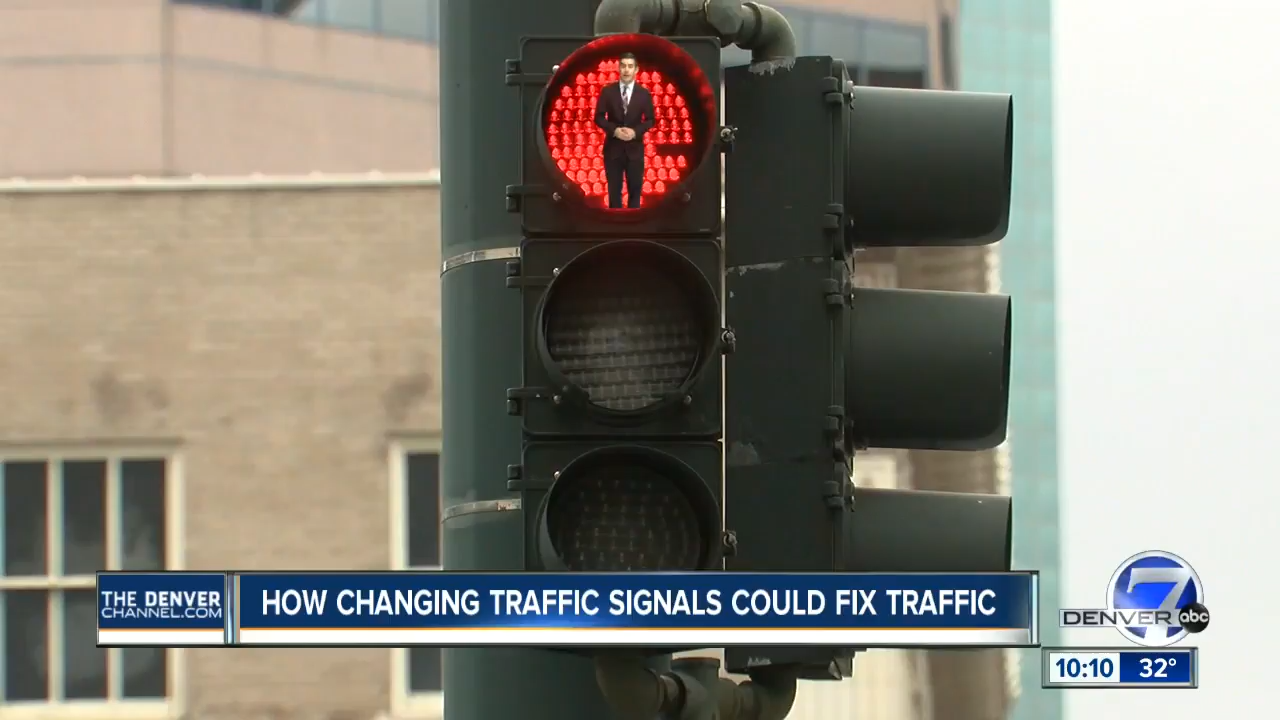 THE DENVER
CHANNEL.COM
HOW CHANGING TRAFFIC SIGNALS COULD FIX TRAFFIC
7
DENVER
abc
10:10 32°